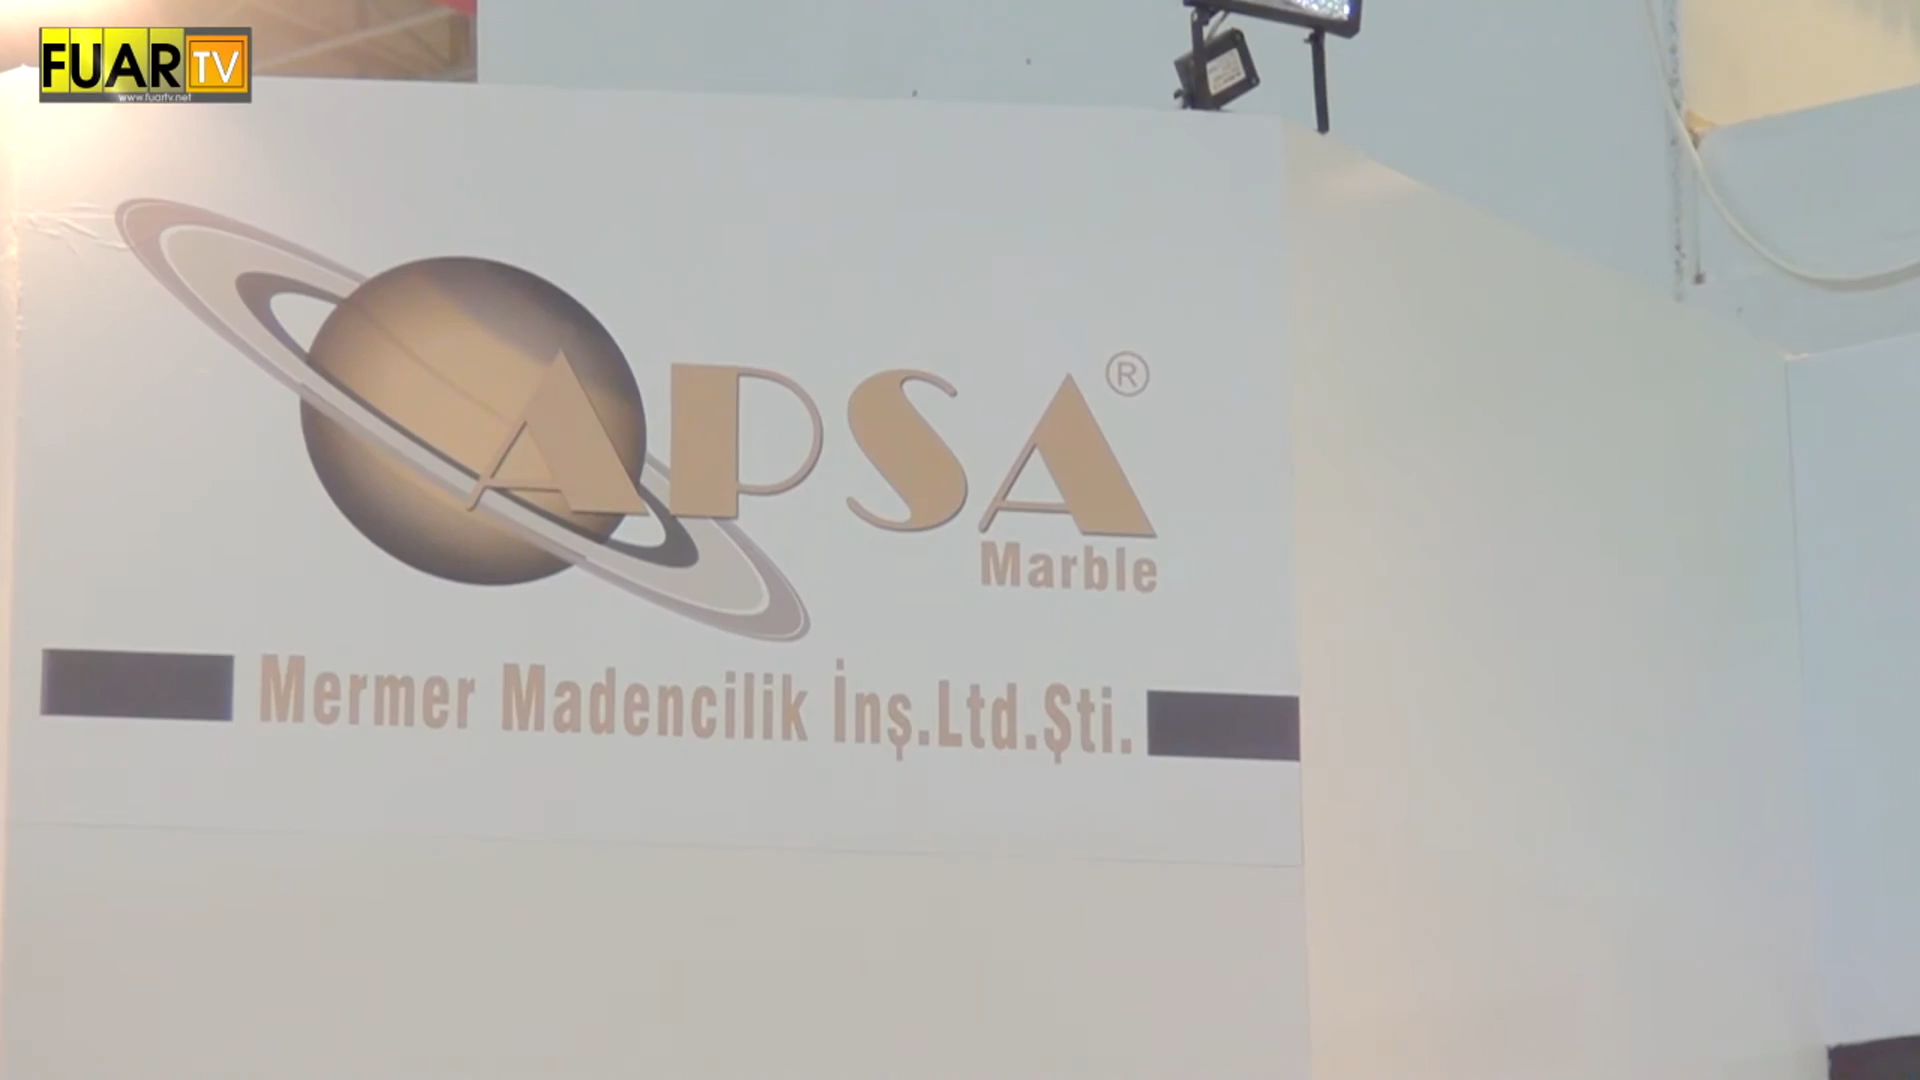 FUAR TV
www.fuartv.net
APSA ®
Marble
Mermer Madencilik İnş.Ltd.Şti.